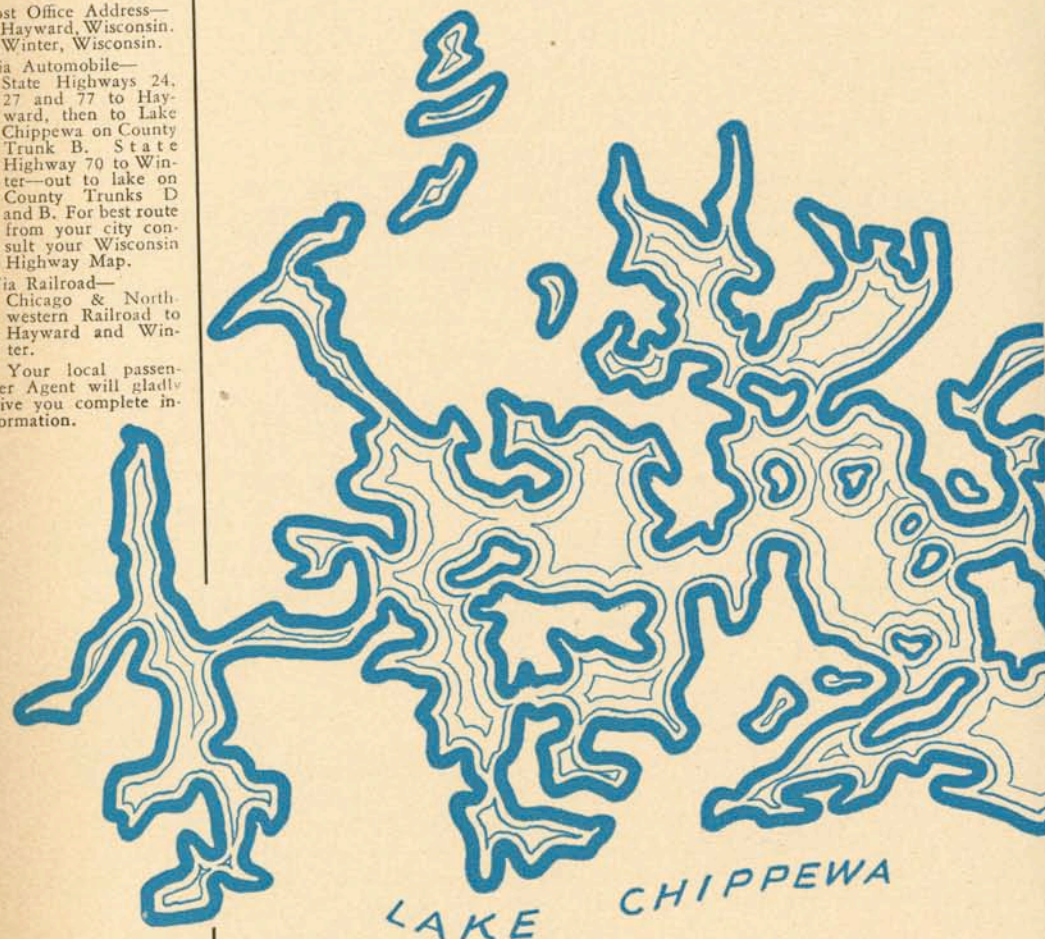 ost Office Address—
Hayward, Wisconsin.
Winter, Wisconsin.
ia Automobile—
State Highways 24,
27 and 77 to Hay-
ward, then to Lake
Chippewa on County
Trunk B. State
Highway 70 to Win-
ter—out to lake on
County Trunks D
and B. For best route
from your city con-
sult your Wisconsin
Highway Map.
ia Railroad—
Chicago & North-
western Railroad to
Hayward and Win-
ter.
Your local passen-
er Agent will gladly
ive you complete in-
ormation.
LAKE CHIPPEWA